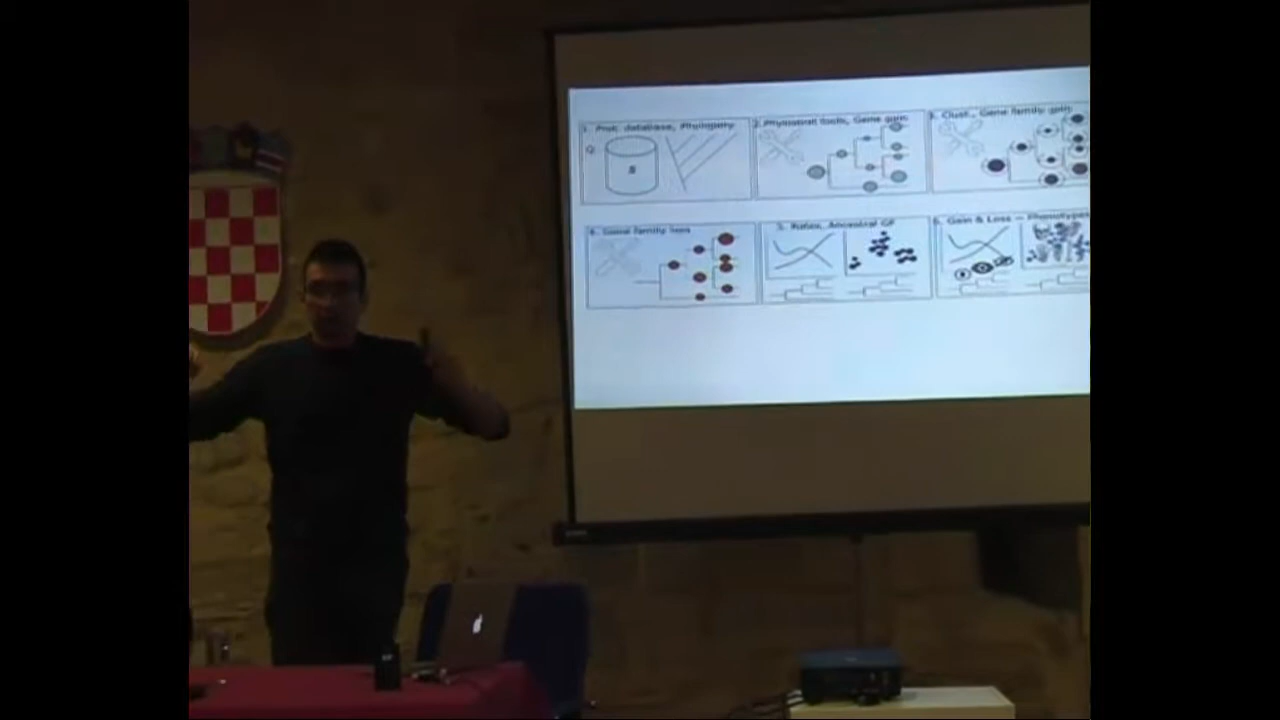 1. Prot. database, Phylogeny
2. Phylostrat tools, Gene gain
3. Clust., Gene family gain
4. Gene family loss
5. Rates, Ancestral GF
6. Gain & Loss — Phenotypes